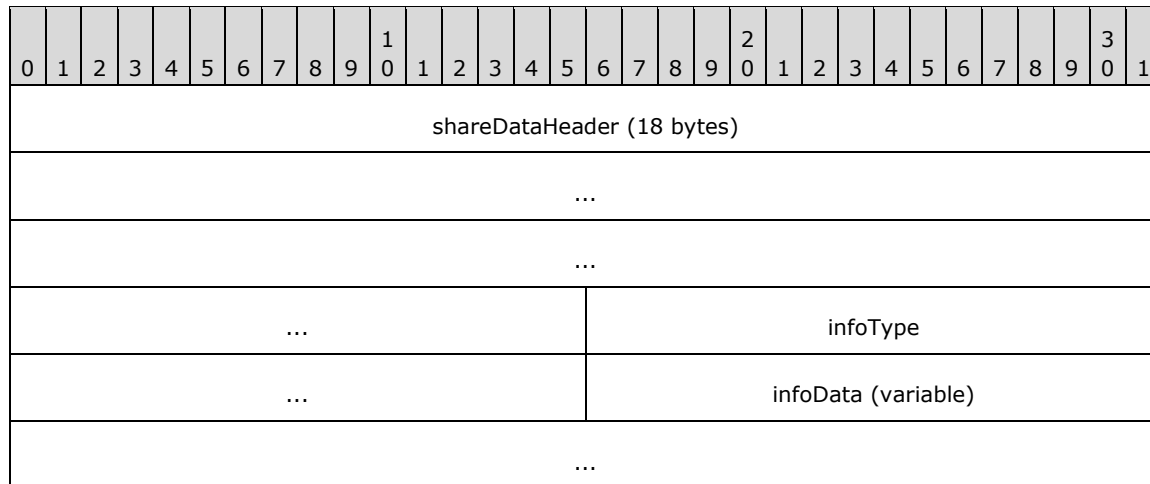 1 2 3
0 1 2 3 4 5 6 7 8 9 0 1 2 3 4 5 6 7 8 9 0 1 2 3 4 5 6 7 8 9 0 1
shareDataHeader (18 bytes)
...
...
... infoType
... infoData (variable)
...